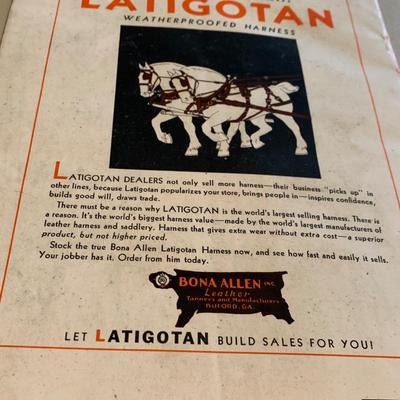 LATIGOTAN
WEATHERPROOFED HARNESS
LATIGOTAN DEALERS not only sell more harness—their business "picks up" in
other lines, because Latigotan popularizes your store, brings people in—inspires confidence,
builds good will, draws trade.
There must be a reason why LATIGOTAN is the world's largest selling harness. There is
a reason. It's the world's biggest harness value—made by the world's largest manufacturers of
leather harness and saddlery. Harness that gives extra wear without extra cost—a superior
product, but not higher priced.
Stock the true Bona Allen Latigotan Harness now, and see how fast and easily it sells.
Your jobber has it. Order from him today.
BONA ALLEN INC.
Leather
Tanners and Manufacturers
BUFORD, GA.
LET LATIGOTAN BUILD SALES FOR YOU!